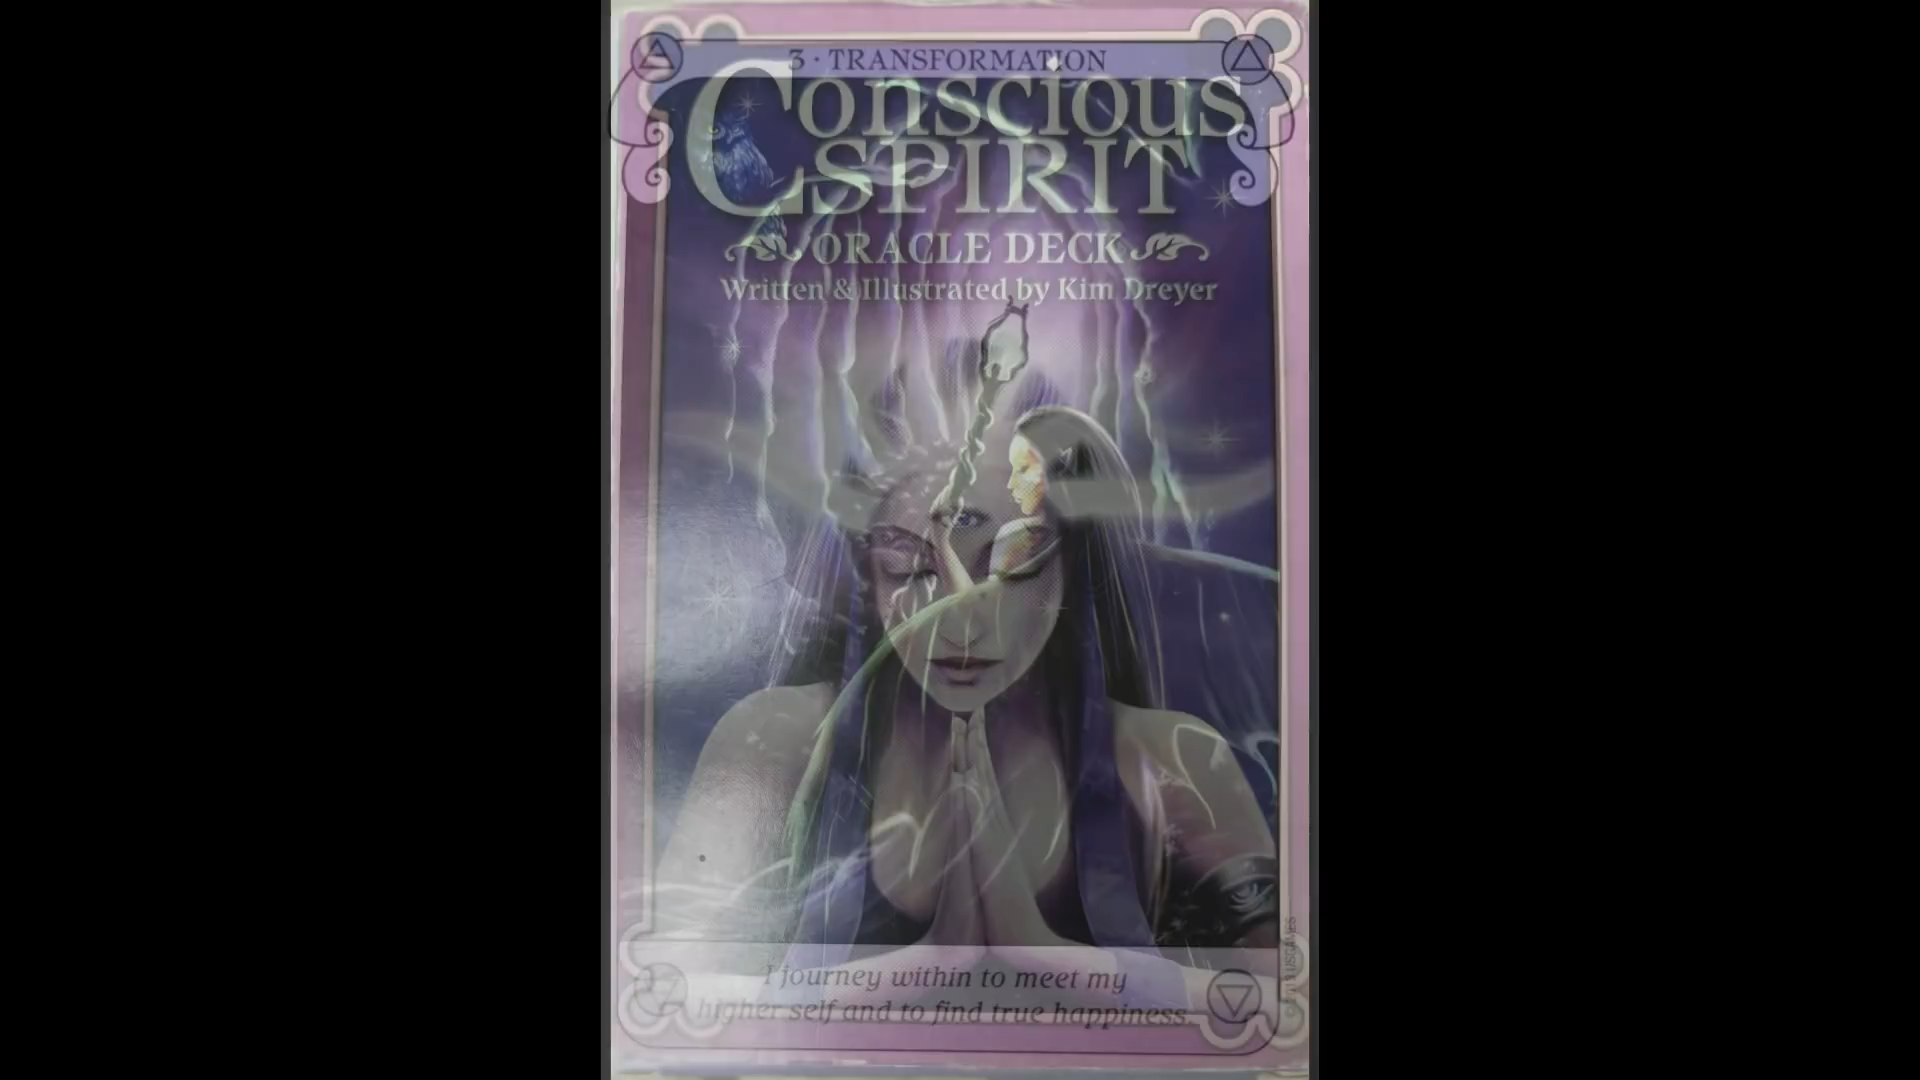 3 · TRANSFORMATION
Conscious
SPIRIT
ORACLE DECK
Written & Illustrated by Kim Dreyer
I journey within to meet my
higher self and to find true happiness.